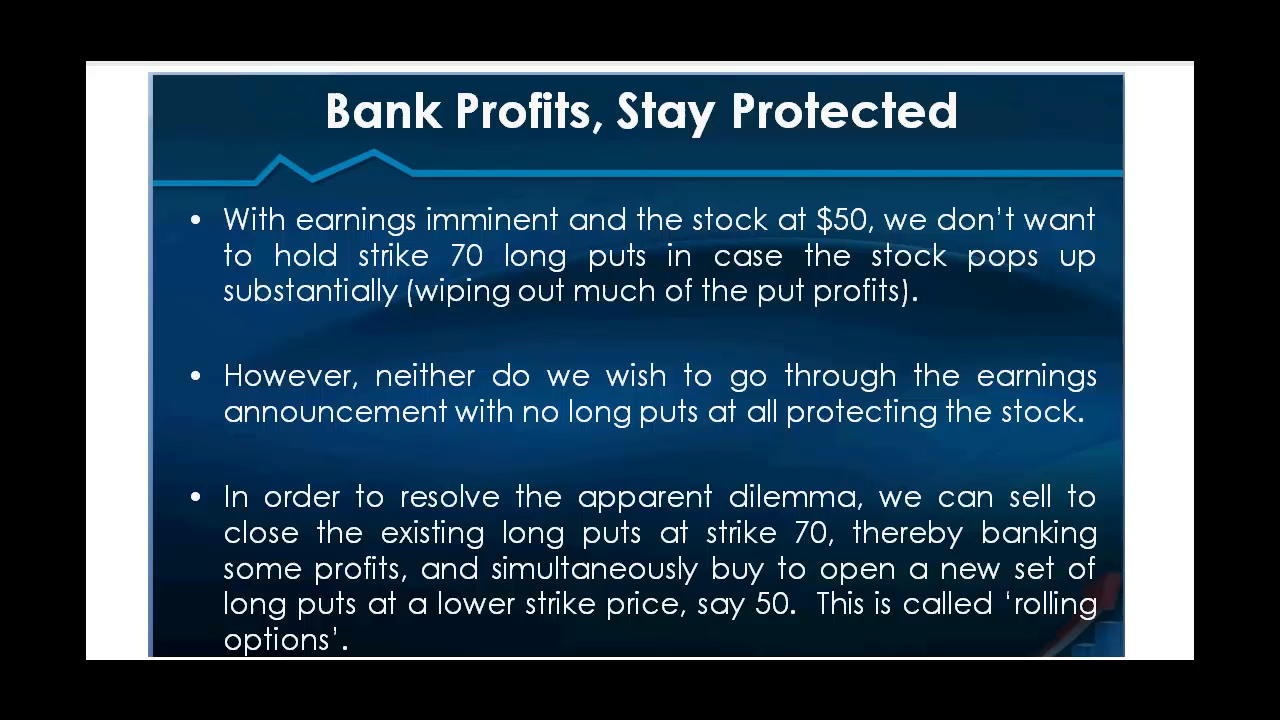 Bank Profits, Stay Protected
• With earnings imminent and the stock at $50, we don't want
to hold strike 70 long puts in case the stock pops up
substantially (wiping out much of the put profits).
• However, neither do we wish to go through the earnings
announcement with no long puts at all protecting the stock.
• In order to resolve the apparent dilemma, we can sell to
close the existing long puts at strike 70, thereby banking
some profits, and simultaneously buy to open a new set of
long puts at a lower strike price, say 50.  This is called ‘rolling
options’.